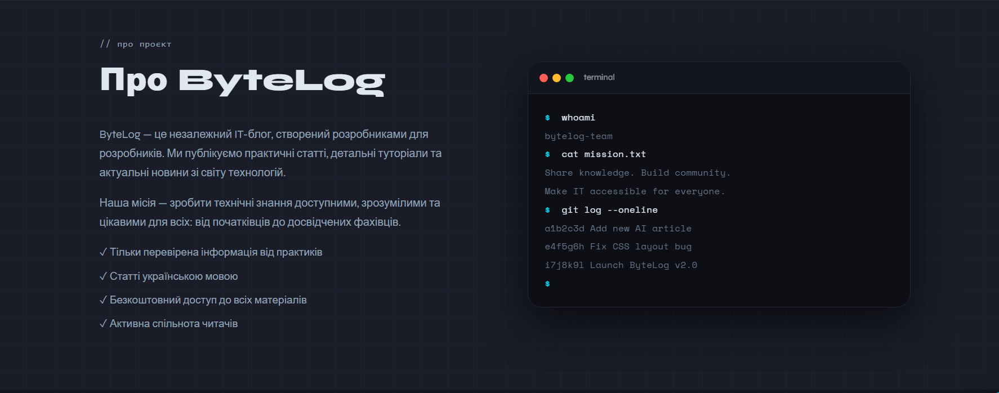 // про проєкт
Про ByteLog
ByteLog — це незалежний IT-блог, створений розробниками для
розробників. Ми публікуємо практичні статті, детальні туторіали та
актуальні новини зі світу технологій.
Наша місія — зробити технічні знання доступними, зрозумілими та
цікавими для всіх: від початківців до досвідчених фахівців.
✓ Тільки перевірена інформація від практиків
✓ Статті українською мовою
✓ Безкоштовний доступ до всіх матеріалів
✓ Активна спільнота читачів
terminal
$ whoami
bytelog-team
$ cat mission.txt
Share knowledge. Build community.
Make IT accessible for everyone.
$ git log --oneline
a1b2c3d Add new AI article
e4f5g6h Fix CSS layout bug
i7j8k9l Launch ByteLog v2.0
$